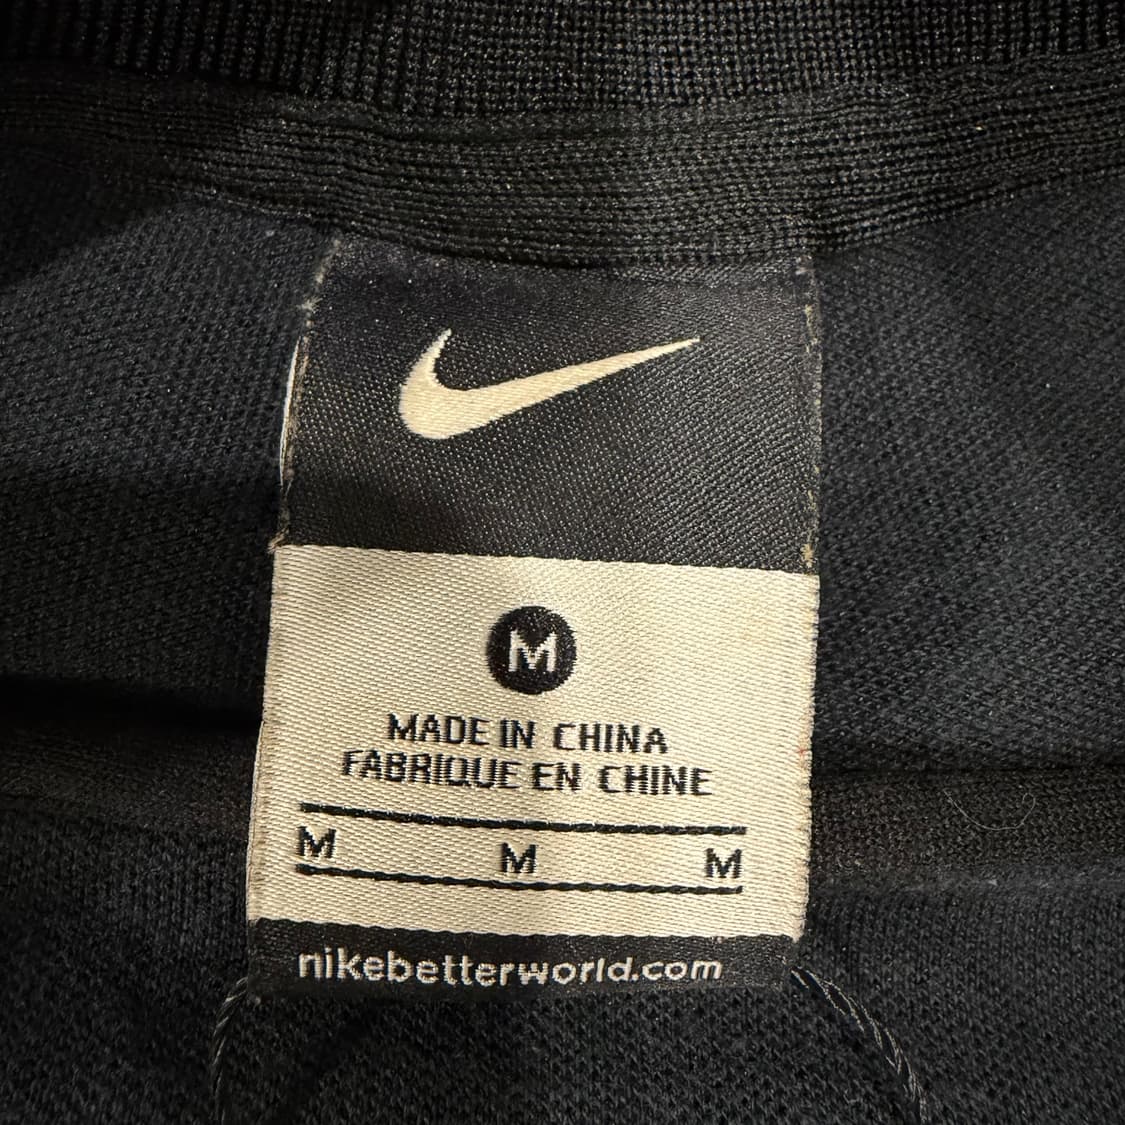 M
MADE IN CHINA
FABRIQUE EN CHINE
M M M
nikebetterworld.com